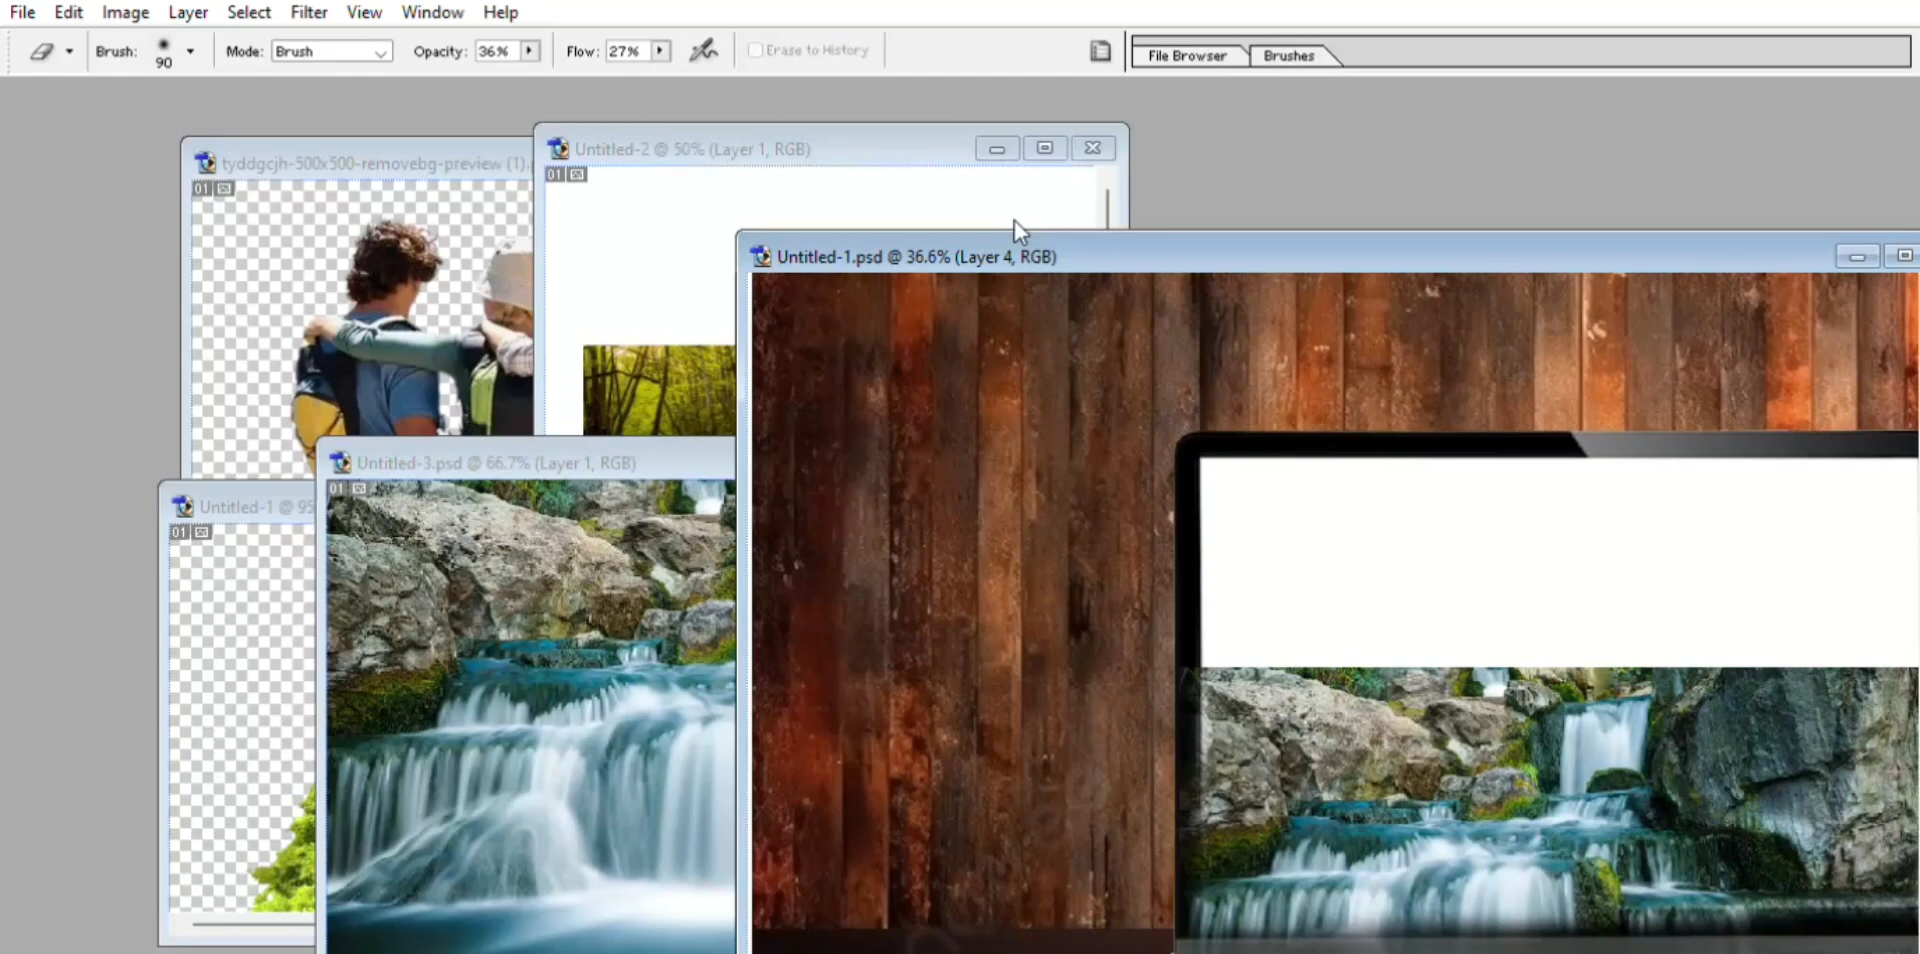 File Edit Image Layer Select Filter View Window Help
Brush: 90 Mode: Brush Opacity: 36% Flow: 27% Erase to History File Browser Brushes
tyddgcjh-500x500-removebg-preview (1).
01
Untitled-2 @ 50% (Layer 1, RGB)
01
Untitled-1.psd @ 36.6% (Layer 4, RGB)
Untitled-3.psd @ 66.7% (Layer 1, RGB)
01
Untitled-1 @ 95
01